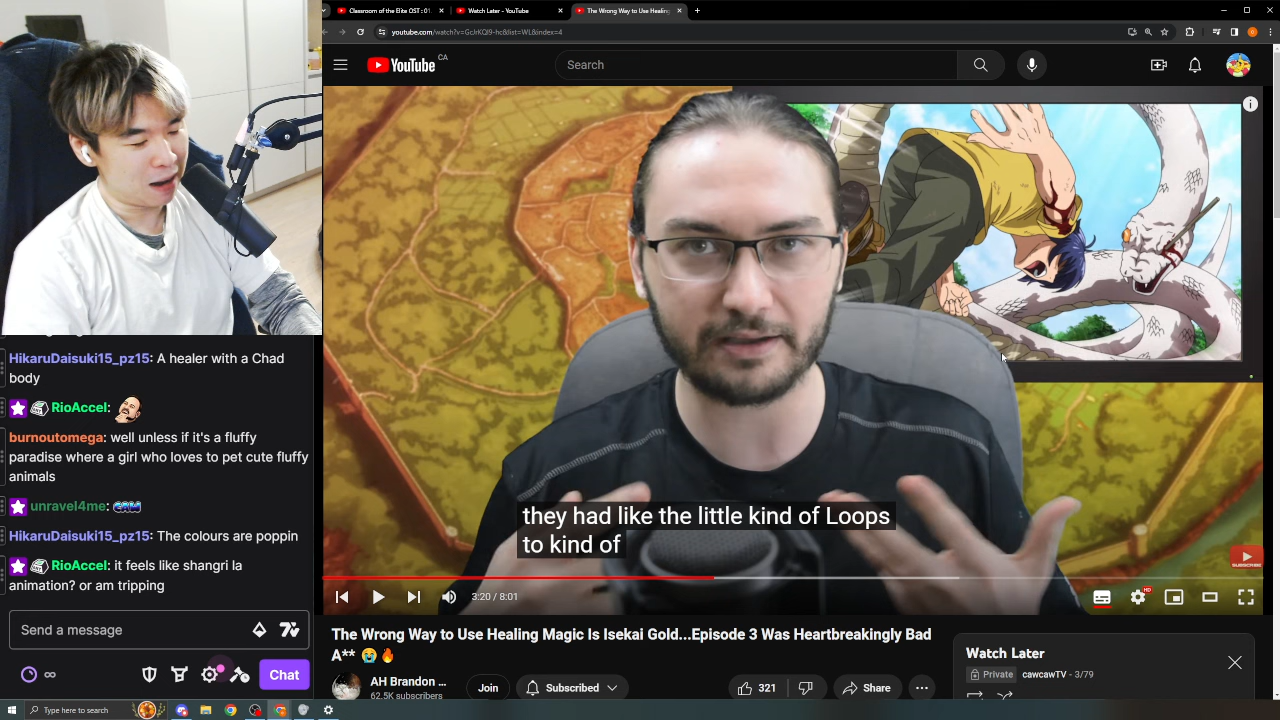 Classroom of the Elite OST : 01.
Watch Later - YouTube
The Wrong Way to Use Healing
youtube.com/watch?v=GcJrKQl9-hc&list=WL&index=4
YouTube
CA
Search
HikaruDaisuki15_pz15: A healer with a Chad
body
RioAccel:
burnoutomega: well unless if it's a fluffy
paradise where a girl who loves to pet cute fluffy
animals
unravel4me:
HikaruDaisuki15_pz15: The colours are poppin
RioAccel: it feels like shangri la
animation? or am tripping
Send a message
Chat
they had like the little kind of Loops
to kind of
SUBSCRIBE
3:20 / 8:01
HD
The Wrong Way to Use Healing Magic Is Isekai Gold...Episode 3 Was Heartbreakingly Bad
A** 😭🔥
AH Brandon ...
62.5K subscribers
Join
Subscribed
321
Share
Watch Later
Private
cawcawTV - 3/79
Type here to search